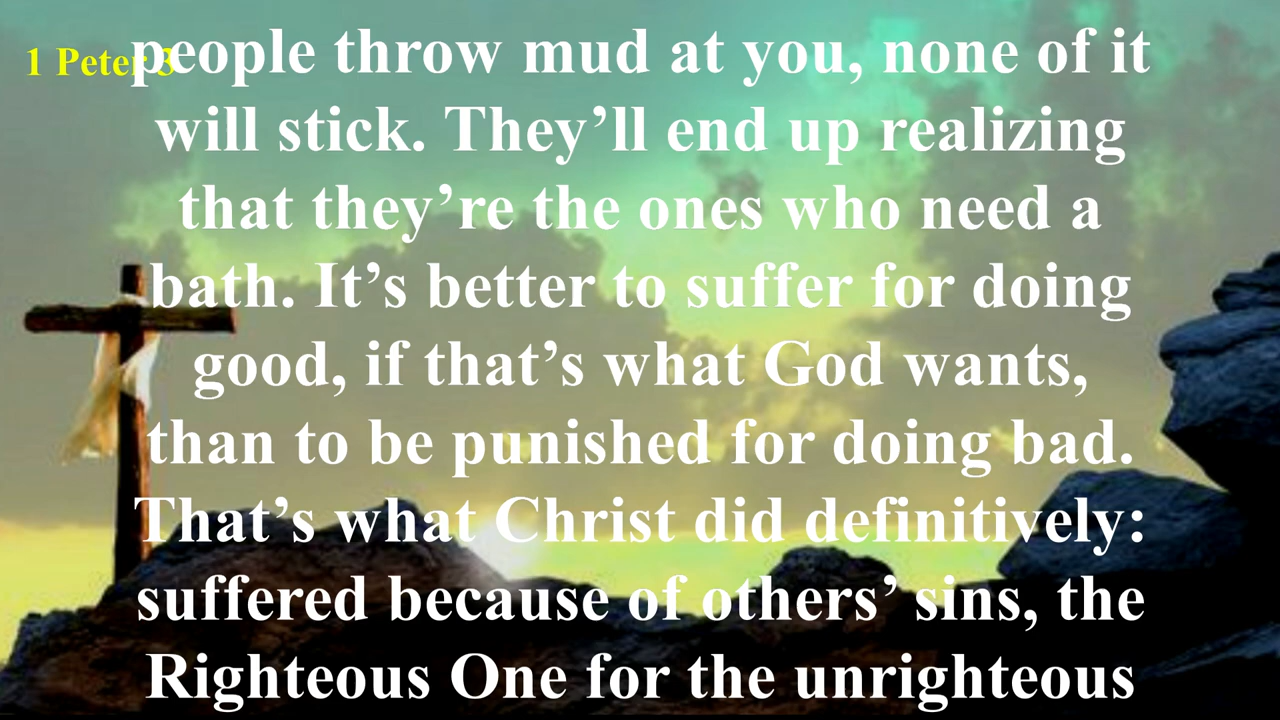 1 Peter 3
people throw mud at you, none of it
will stick. They’ll end up realizing
that they’re the ones who need a
bath. It’s better to suffer for doing
good, if that’s what God wants,
than to be punished for doing bad.
That’s what Christ did definitively:
suffered because of others’ sins, the
Righteous One for the unrighteous